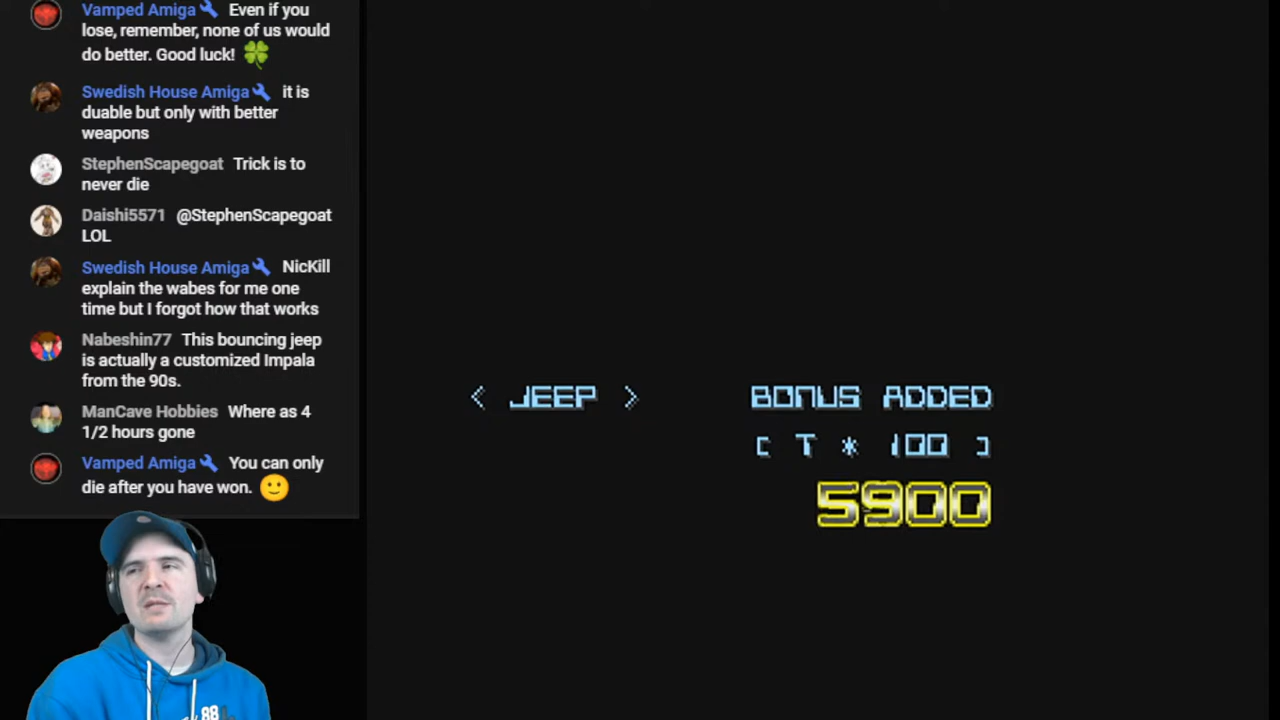 Vamped Amiga Even if you
lose, remember, none of us would
do better. Good luck! 🍀
Swedish House Amiga it is
duable but only with better
weapons
StephenScapegoat Trick is to
never die
Daishi5571 @StephenScapegoat
LOL
Swedish House Amiga NicKill
explain the wabes for me one
time but I forgot how that works
Nabeshin77 This bouncing jeep
is actually a customized Impala
from the 90s.
ManCave Hobbies Where as 4
1/2 hours gone
Vamped Amiga You can only
die after you have won. 🙂
< JEEP >
BONUS ADDED
[ T * 100 ]
5900
88